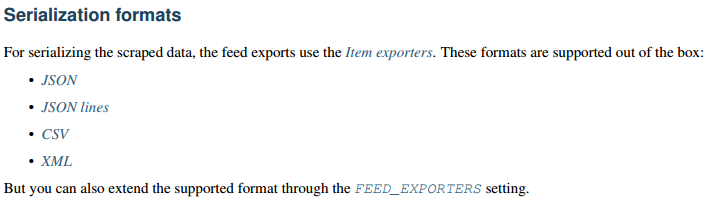 Serialization formats
For serializing the scraped data, the feed exports use the Item exporters. These formats are supported out of the box:
• JSON
• JSON lines
• CSV
• XML
But you can also extend the supported format through the FEED_EXPORTERS setting.